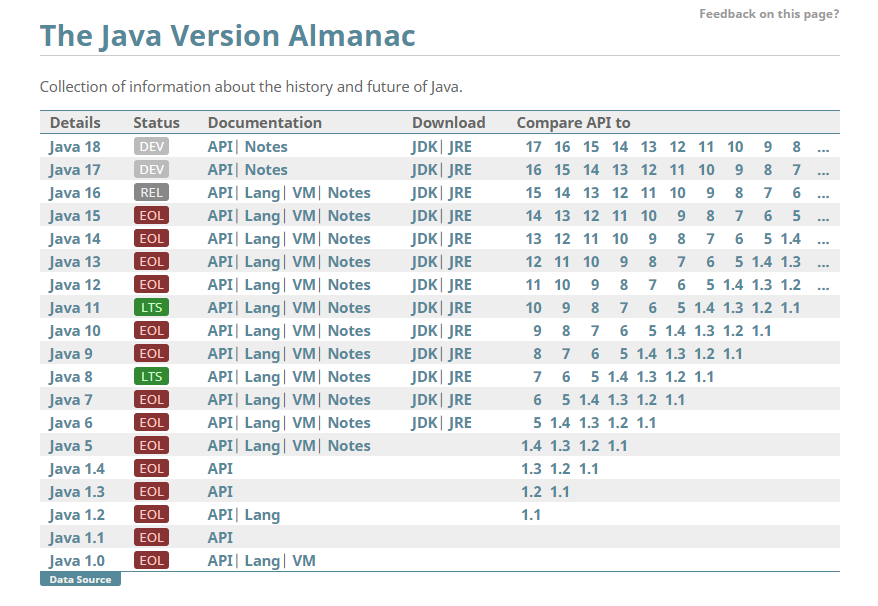 Feedback on this page?
The Java Version Almanac
Collection of information about the history and future of Java.
Details Status Documentation Download Compare API to
Java 18 DEV API| Notes JDK| JRE 17 16 15 14 13 12 11 10 9 8 ...
Java 17 DEV API| Notes JDK| JRE 16 15 14 13 12 11 10 9 8 7 ...
Java 16 REL API| Lang| VM| Notes JDK| JRE 15 14 13 12 11 10 9 8 7 6 ...
Java 15 EOL API| Lang| VM| Notes JDK| JRE 14 13 12 11 10 9 8 7 6 5 ...
Java 14 EOL API| Lang| VM| Notes JDK| JRE 13 12 11 10 9 8 7 6 5 1.4 ...
Java 13 EOL API| Lang| VM| Notes JDK| JRE 12 11 10 9 8 7 6 5 1.4 1.3 ...
Java 12 EOL API| Lang| VM| Notes JDK| JRE 11 10 9 8 7 6 5 1.4 1.3 1.2 ...
Java 11 LTS API| Lang| VM| Notes JDK| JRE 10 9 8 7 6 5 1.4 1.3 1.2 1.1
Java 10 EOL API| Lang| VM| Notes JDK| JRE 9 8 7 6 5 1.4 1.3 1.2 1.1
Java 9 EOL API| Lang| VM| Notes JDK| JRE 8 7 6 5 1.4 1.3 1.2 1.1
Java 8 LTS API| Lang| VM| Notes JDK| JRE 7 6 5 1.4 1.3 1.2 1.1
Java 7 EOL API| Lang| VM| Notes JDK| JRE 6 5 1.4 1.3 1.2 1.1
Java 6 EOL API| Lang| VM| Notes JDK| JRE 5 1.4 1.3 1.2 1.1
Java 5 EOL API| Lang| VM| Notes 1.4 1.3 1.2 1.1
Java 1.4 EOL API 1.3 1.2 1.1
Java 1.3 EOL API 1.2 1.1
Java 1.2 EOL API| Lang 1.1
Java 1.1 EOL API
Java 1.0 EOL API| Lang| VM
Data Source